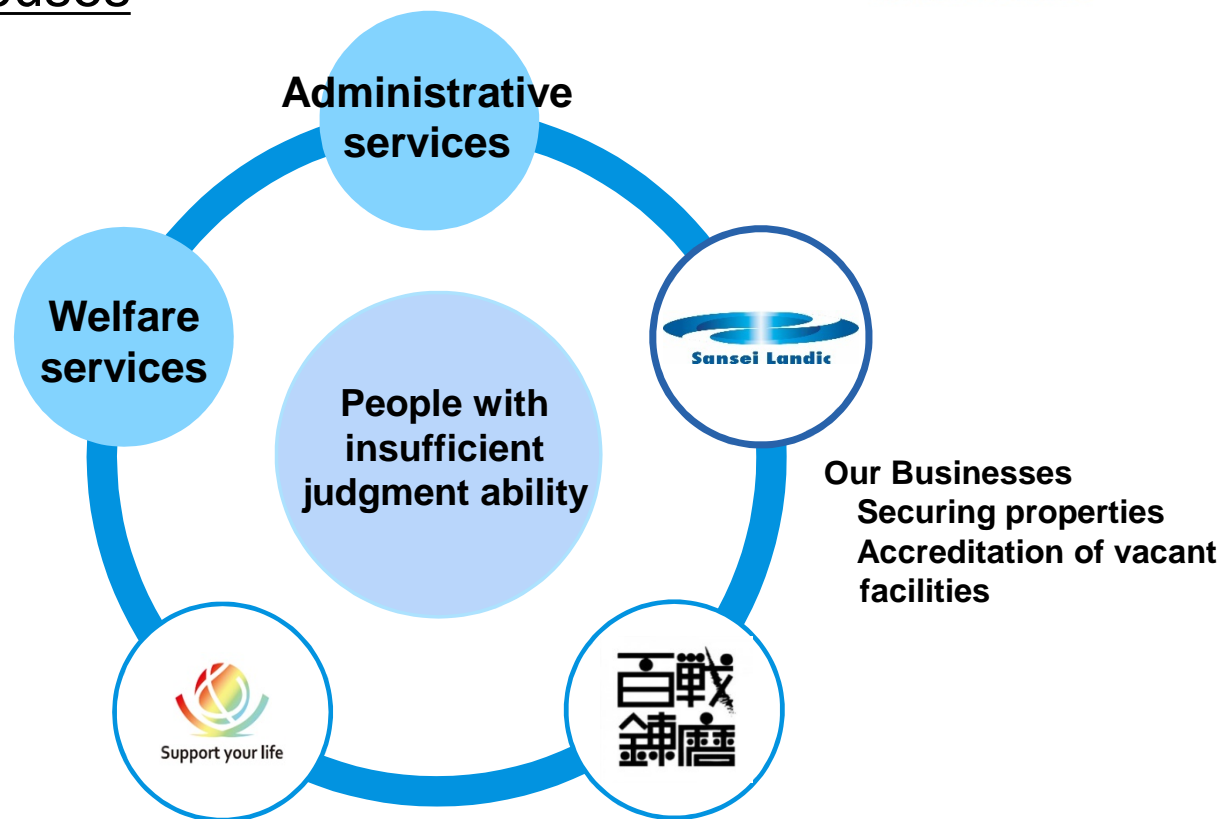 Administrative
services
Welfare
services
Sansei Landic
People with
insufficient
judgment ability
Our Businesses
Securing properties
Accreditation of vacant
facilities
Support your life
百戦
錬磨